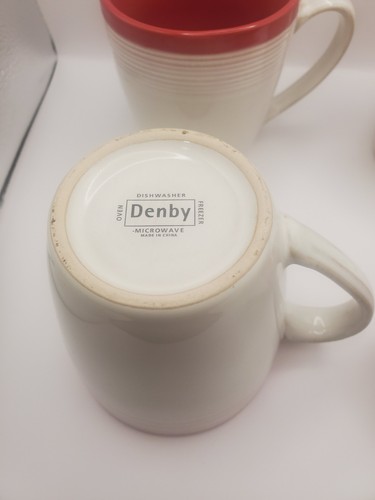 DISHWASHER
OVEN
Denby
FREEZER
-MICROWAVE
MADE IN CHINA